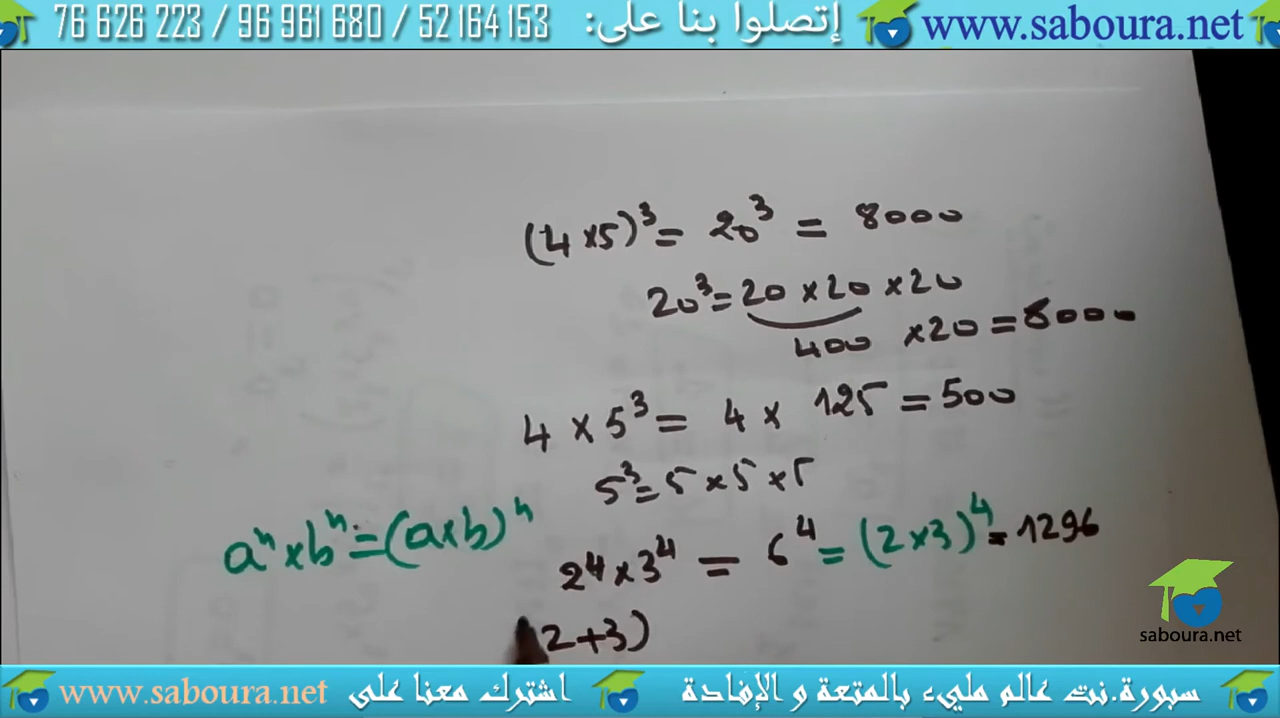 76 626 223 / 96 961 680 / 52 164 153 إتصلوا بنا على: www.saboura.net
(4×5)³ = 20³ = 8000
20³ = 20 × 20 × 20
400 × 20 = 8000
4 × 5³ = 4 × 125 = 500
5³ = 5 × 5 × 5
aⁿ × bⁿ = (a×b)ⁿ
2⁴ × 3⁴ = 6⁴ = (2×3)⁴ = 1296
2+3)
saboura.net
سبورة.نت عالم مليء بالمتعة و الإفادة اشترك معنا على www.saboura.net